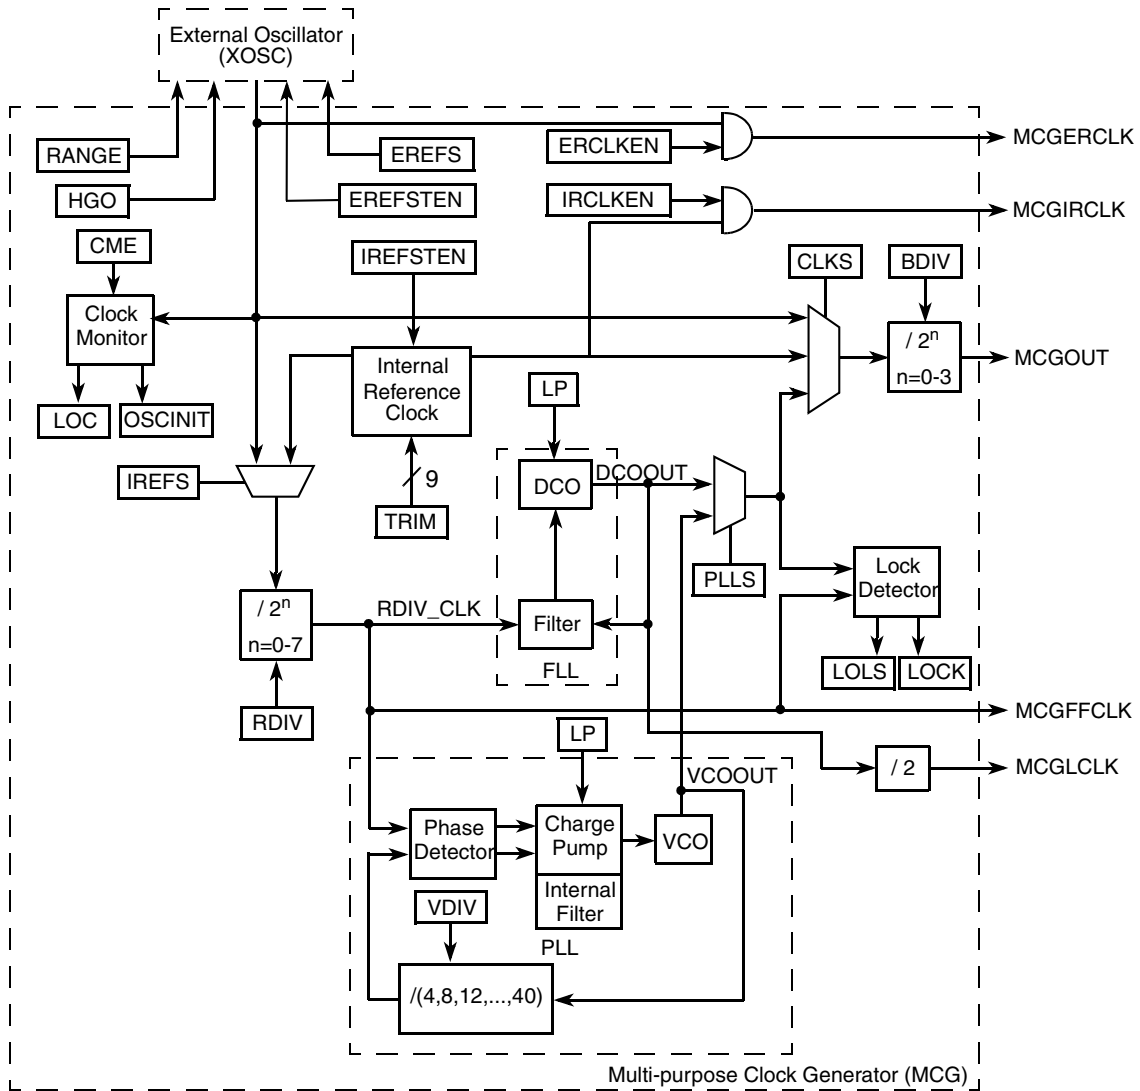 External Oscillator
(XOSC)
RANGE
EREFS
ERCLKEN
MCGERCLK
HGO
EREFSTEN
IRCLKEN
MCGIRCLK
CME
IREFSTEN
CLKS
BDIV
Clock
Monitor
/ 2n
n=0-3
MCGOUT
Internal
Reference
Clock
LP
LOC
OSCINIT
IREFS
9
TRIM
DCO
DCOOUT
PLLS
Lock
Detector
/ 2n
n=0-7
RDIV_CLK
Filter
FLL
LOLS
LOCK
RDIV
MCGFFCLK
LP
/ 2
MCGLCLK
VCOOUT
Phase
Detector
Charge
Pump
VCO
Internal
Filter
VDIV
PLL
/(4,8,12,...,40)
Multi-purpose Clock Generator (MCG)